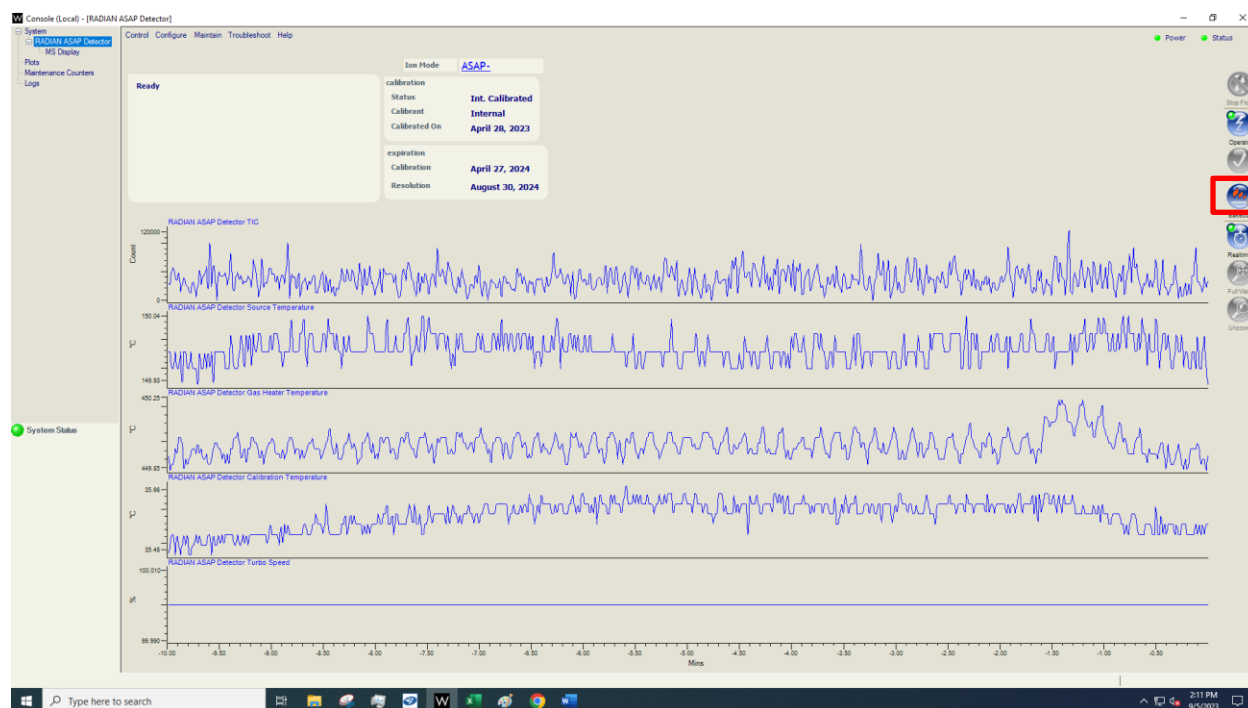 Console (Local) - [RADIAN ASAP Detector]
System
RADIAN ASAP Detector
MS Display
Plots
Maintenance Counters
Logs
Control Configure Maintain Troubleshoot Help
Power Status
Ion Mode ASAP-
Ready
calibration
Status Int. Calibrated
Calibrant Internal
Calibrated On April 28, 2023
expiration
Calibration April 27, 2024
Resolution August 30, 2024
Stop
RADIAN ASAP Detector TIC
120000
Count
0
RADIAN ASAP Detector Source Temperature
150.04
°C
149.93
RADIAN ASAP Detector Gas Heater Temperature
450.25
°C
449.85
RADIAN ASAP Detector Calibration Temperature
35.66
°C
35.48
RADIAN ASAP Detector Turbo Speed
100.010
%
99.990
-10.00 -9.50 -9.00 -8.50 -8.00 -7.50 -7.00 -6.50 -6.00 -5.50 -5.00 -4.50 -4.00 -3.50 -3.00 -2.50 -2.00 -1.50 -1.00 -0.50
Mins
System Status
Type here to search
2:11 PM
9/5/2023